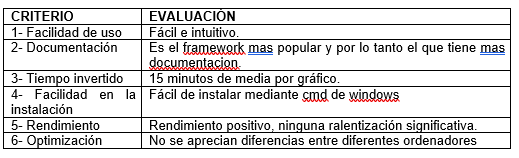 CRITERIO EVALUACIÓN
1- Facilidad de uso Fácil e intuitivo.
2- Documentación Es el framework mas popular y por lo tanto el que tiene mas
documentacion.
3- Tiempo invertido 15 minutos de media por gráfico.
4- Facilidad en la Fácil de instalar mediante cmd de windows
instalación
5- Rendimiento Rendimiento positivo, ninguna ralentización significativa.
6- Optimización No se aprecian diferencias entre diferentes ordenadores